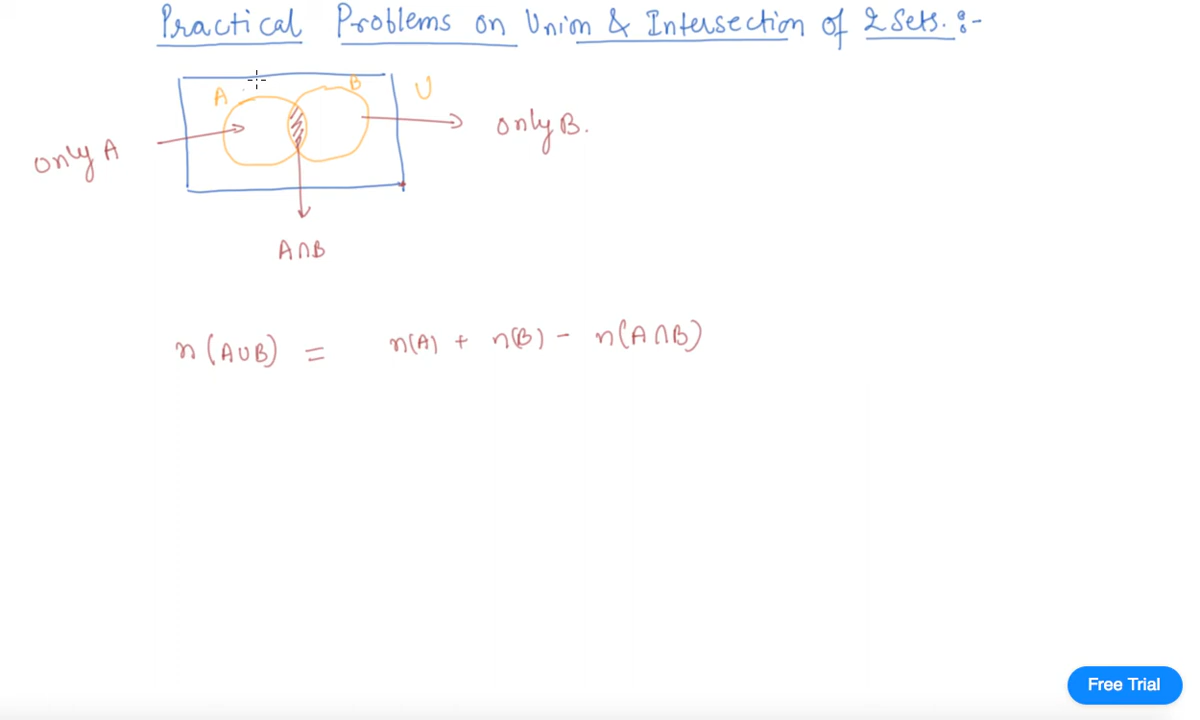 Practical Problems on Union & Intersection of 2 Sets. :-
A B U
only A
only B.
A∩B
n(A∪B) = n(A) + n(B) - n(A∩B)
Free Trial